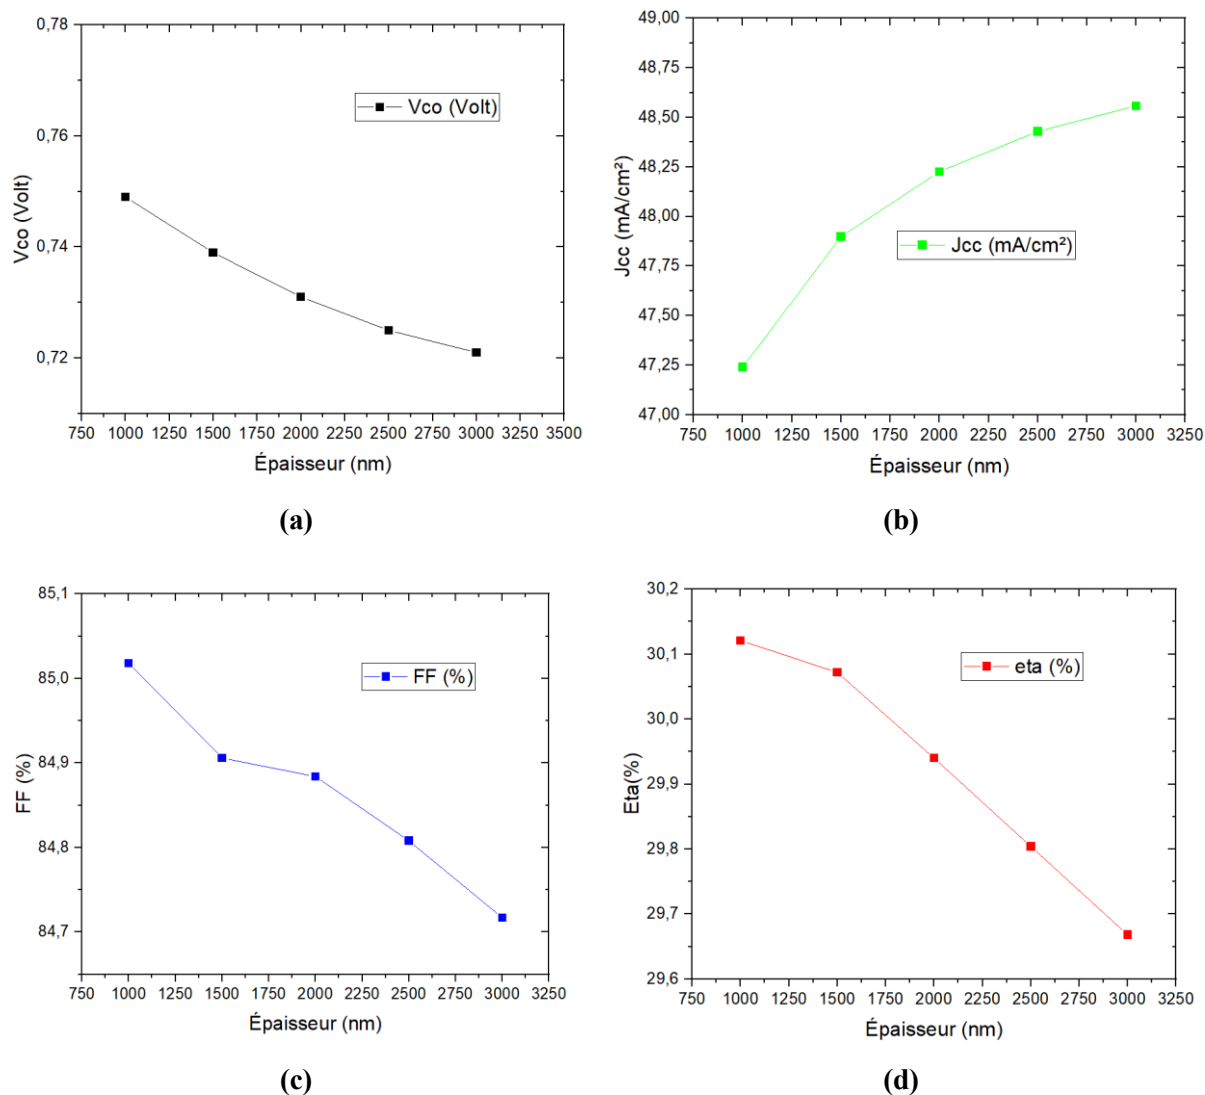 0,78
0,76
0,74
0,72
Vco (Volt)
Vco (Volt)
750 1000 1250 1500 1750 2000 2250 2500 2750 3000 3250 3500
Épaisseur (nm)
(a)
49,00
48,75
48,50
48,25
48,00
47,75
47,50
47,25
47,00
Jcc (mA/cm²)
Jcc (mA/cm²)
750 1000 1250 1500 1750 2000 2250 2500 2750 3000 3250
Épaisseur (nm)
(b)
85,1
85,0
84,9
84,8
84,7
FF (%)
FF (%)
750 1000 1250 1500 1750 2000 2250 2500 2750 3000 3250
Épaisseur (nm)
(c)
30,2
30,1
30,0
29,9
29,8
29,7
29,6
Eta(%)
eta (%)
750 1000 1250 1500 1750 2000 2250 2500 2750 3000 3250
Épaisseur (nm)
(d)